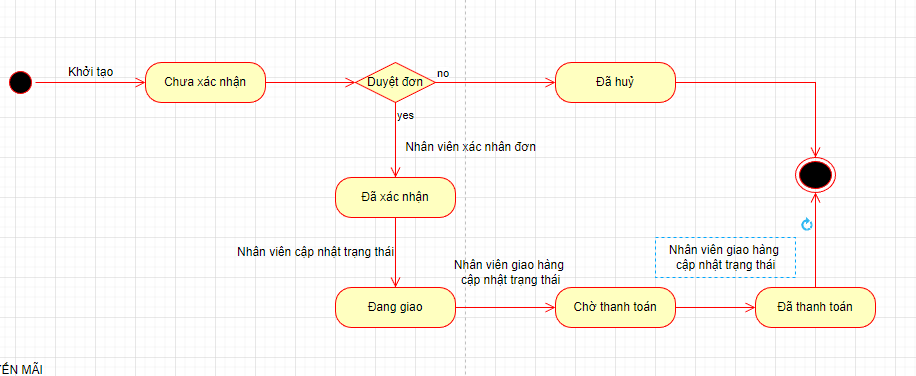 Khởi tạo
Chưa xác nhận
Duyệt đơn
no
Đã huỷ
yes
Nhân viên xác nhân đơn
Đã xác nhận
Nhân viên cập nhật trạng thái
Nhân viên giao hàng
cập nhật trạng thái
Nhân viên giao hàng
cập nhật trạng thái
Đang giao
Chờ thanh toán
Đã thanh toán
YẾN MÃI